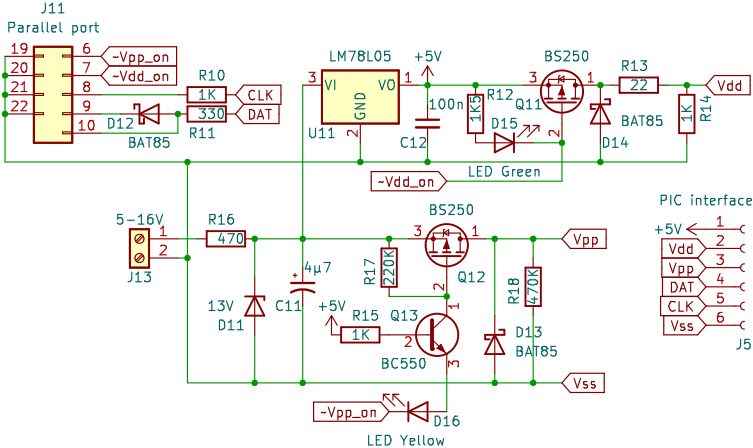 J11
Parallel port
19 6 ~Vpp_on
20 7 ~Vdd_on
21 8 R10 1K CLK
22 9 D12 BAT85 330 R11 DAT
10
LM78L05
3 VI VO 1
GND
U11 2
+5V
100n
C12
R12
1K5
D15
LED Green
BS250
3 1
Q11
2
R13
22
Vdd
R14
1K
BAT85
D14
~Vdd_on
5-16V
1
2
J13
R16
470
13V
D11
4µ7
C11
+
R17
220K
BS250
3 1
Q12
2
Vpp
R18
470K
+5V
R15
1K
Q13
1
2
3
BC550
D13
BAT85
Vss
~Vpp_on
D16
LED Yellow
PIC interface
+5V 1
Vdd 2
Vpp 3
DAT 4
CLK 5
Vss 6
J5